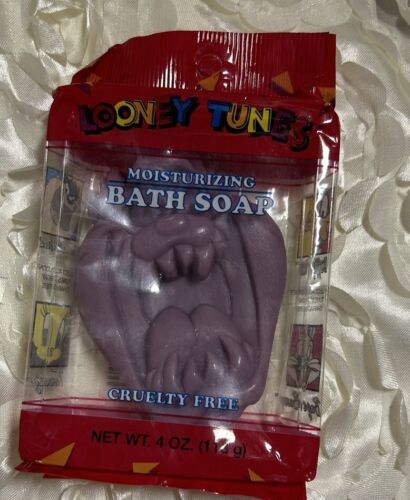 LOONEY TUNES
MOISTURIZING
BATH SOAP
CRUELTY FREE
NET WT. 4 OZ. (113 g)